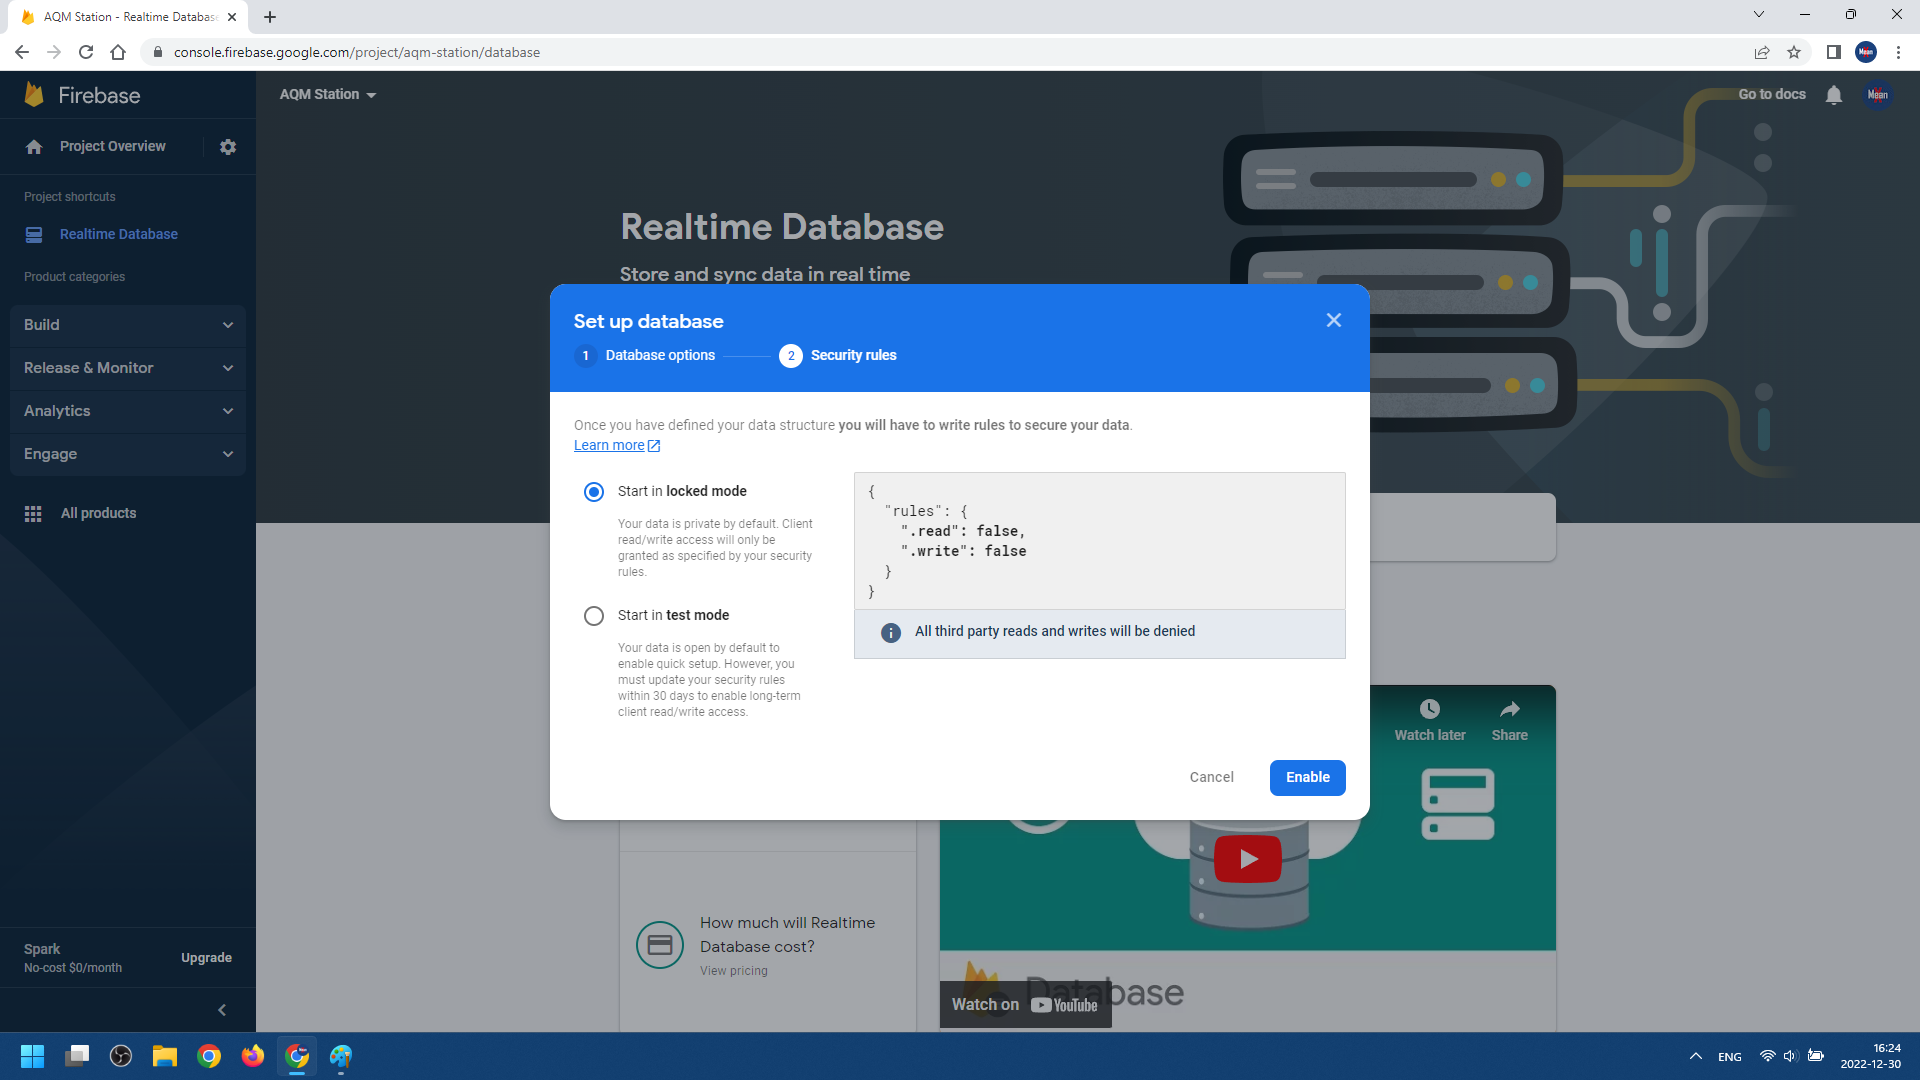 AQM Station - Realtime Database
console.firebase.google.com/project/aqm-station/database
Mean
Firebase
AQM Station
Go to docs
Mean
Project Overview
Project shortcuts
Realtime Database
Product categories
Build
Release & Monitor
Analytics
Engage
All products
Spark
No-cost $0/month
Upgrade
Realtime Database
Store and sync data in real time
Set up database
1 Database options
2 Security rules
Once you have defined your data structure you will have to write rules to secure your data.
Learn more
Start in locked mode
Your data is private by default. Client
read/write access will only be
granted as specified by your security
rules.
Start in test mode
Your data is open by default to
enable quick setup. However, you
must update your security rules
within 30 days to enable long-term
client read/write access.
{
"rules": {
".read": false,
".write": false
}
}
All third party reads and writes will be denied
Cancel
Enable
Watch later
Share
How much will Realtime
Database cost?
View pricing
Database
Watch on YouTube
ENG
16:24
2022-12-30